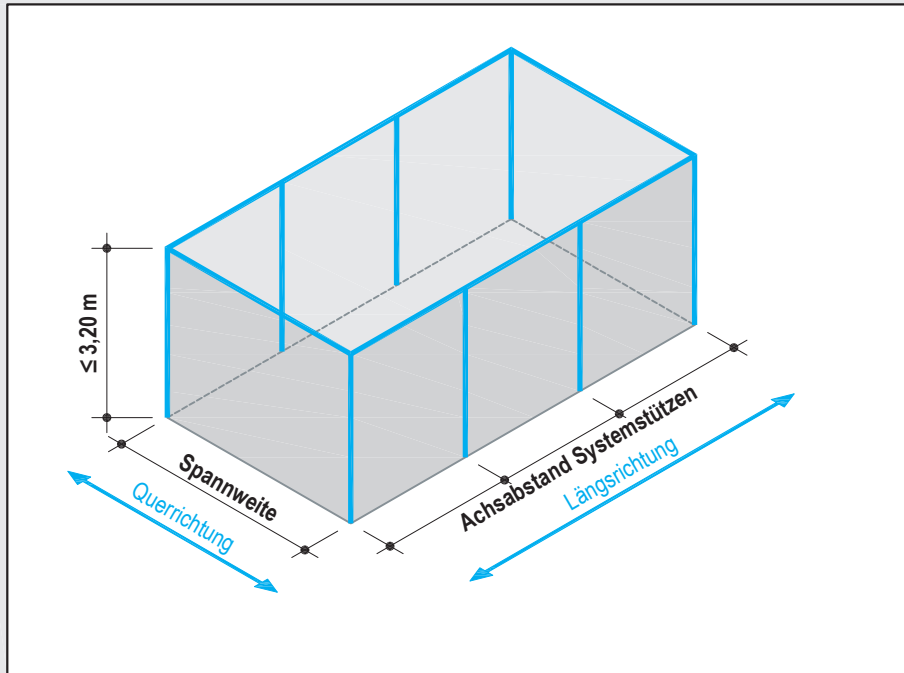 ≤ 3,20 m
Spannweite
Querrichtung
Achsabstand Systemstützen
Längsrichtung